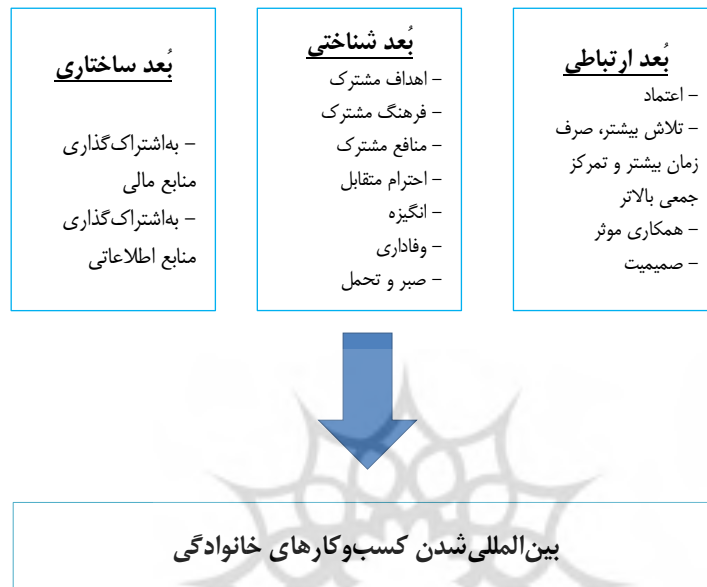 بُعد ارتباطی
- اعتماد
- تلاش بیشتر، صرف
زمان بیشتر و تمرکز
جمعی بالاتر
- همکاری موثر
- صمیمیت
بُعد شناختی
- اهداف مشترک
- فرهنگ مشترک
- منافع مشترک
- احترام متقابل
- انگیزه
- وفاداری
- صبر و تحمل
بُعد ساختاری
- به‌اشتراک‌گذاری
منابع مالی
- به‌اشتراک‌گذاری
منابع اطلاعاتی
بین‌المللی‌شدن کسب‌وکارهای خانوادگی